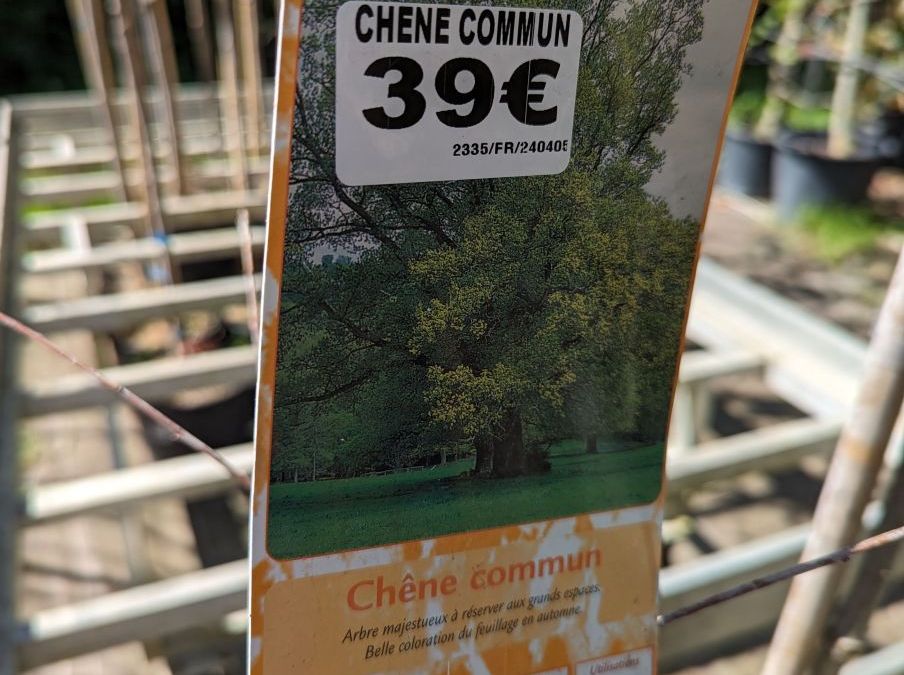 CHENE COMMUN
39€
2335/FR/240405
Chêne commun
Arbre majestueux à réserver aux grands espaces.
Belle coloration du feuillage en automne.
Utilisations